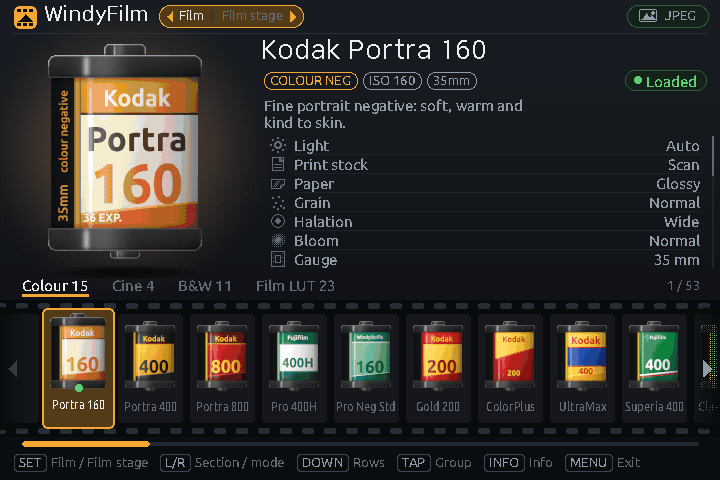 WindyFilm
Film
Film stage
JPEG
Kodak Portra 160
COLOUR NEG
ISO 160
35mm
Loaded
Fine portrait negative: soft, warm and
kind to skin.
35mm colour negative
Kodak
Portra
160
36 EXP.
Light Auto
Print stock Scan
Paper Glossy
Grain Normal
Halation Wide
Bloom Normal
Gauge 35 mm
Colour 15
Cine 4
B&W 11
Film LUT 23
1 / 53
Kodak
160
Portra 160
Kodak
400
Portra 400
Kodak
800
Portra 800
Fujifilm
400H
Pro 400H
160
Pro Neg Std
Kodak
200
Gold 200
Kodak
200
ColorPlus
Kodak
400
UltraMax
Fujifilm
400
Superia 400
SET Film / Film stage
L/R Section / mode
DOWN Rows
TAP Group
INFO Info
MENU Exit